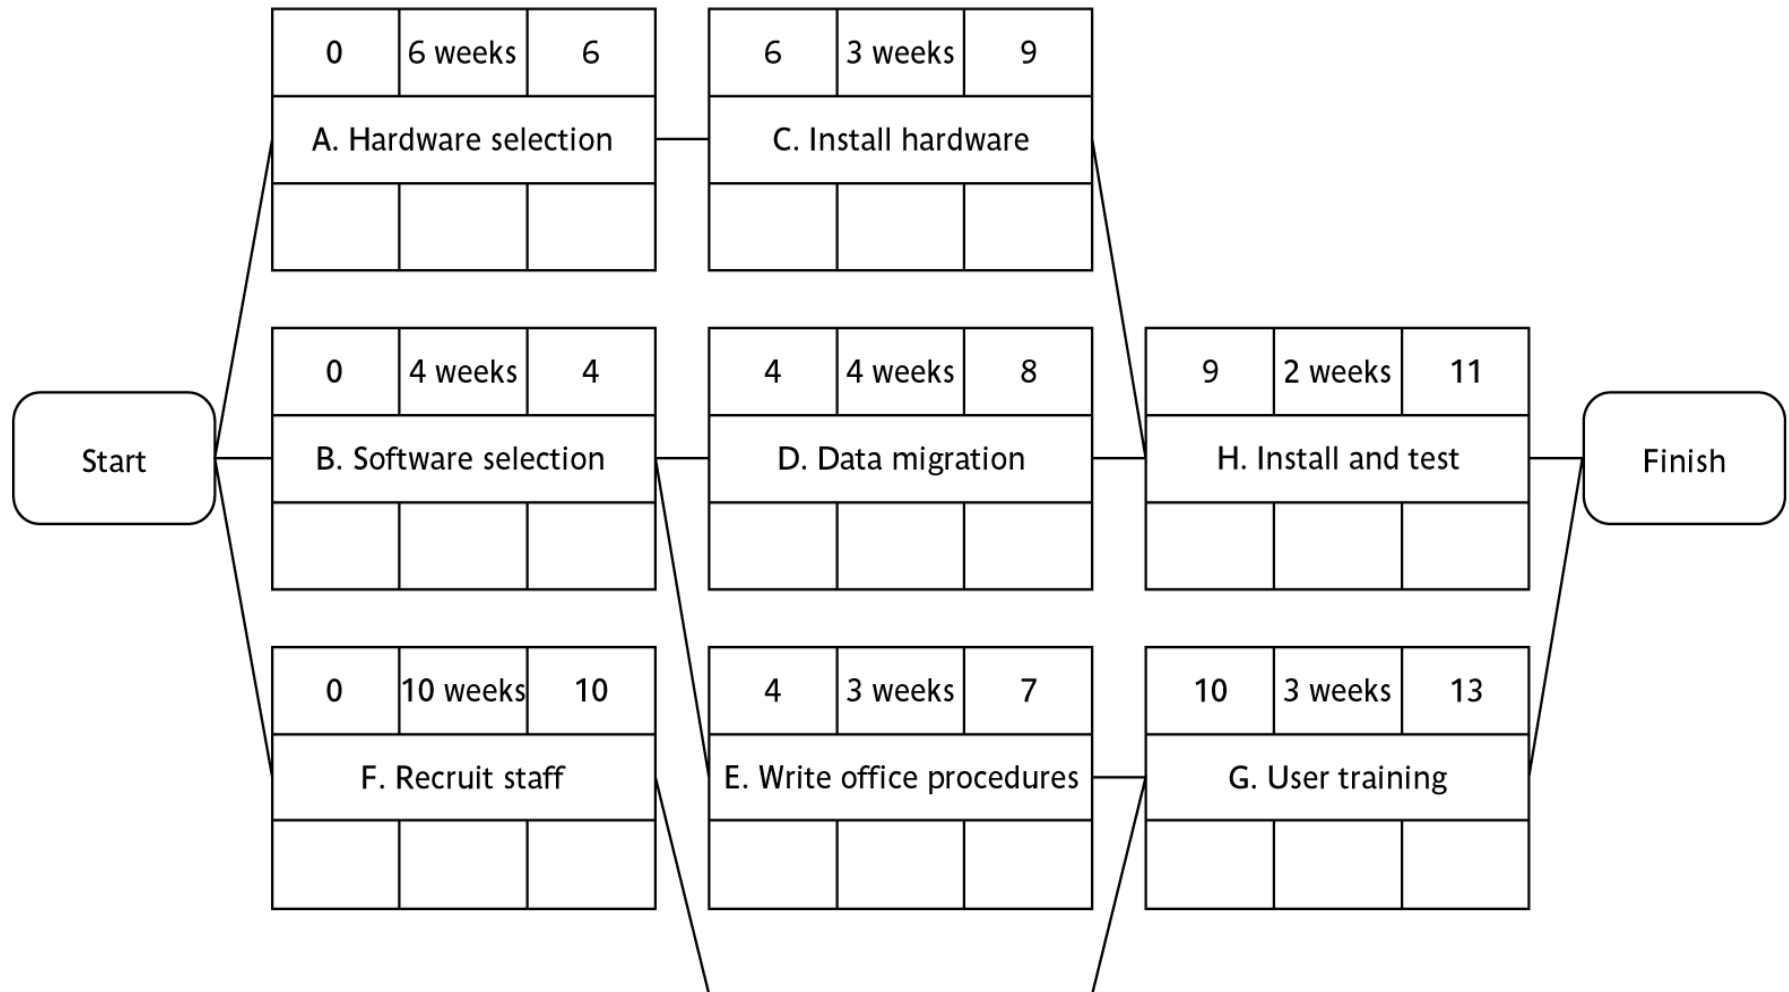 0 6 weeks 6
A. Hardware selection
6 3 weeks 9
C. Install hardware
Start
0 4 weeks 4
B. Software selection
4 4 weeks 8
D. Data migration
9 2 weeks 11
H. Install and test
Finish
0 10 weeks 10
F. Recruit staff
4 3 weeks 7
E. Write office procedures
10 3 weeks 13
G. User training